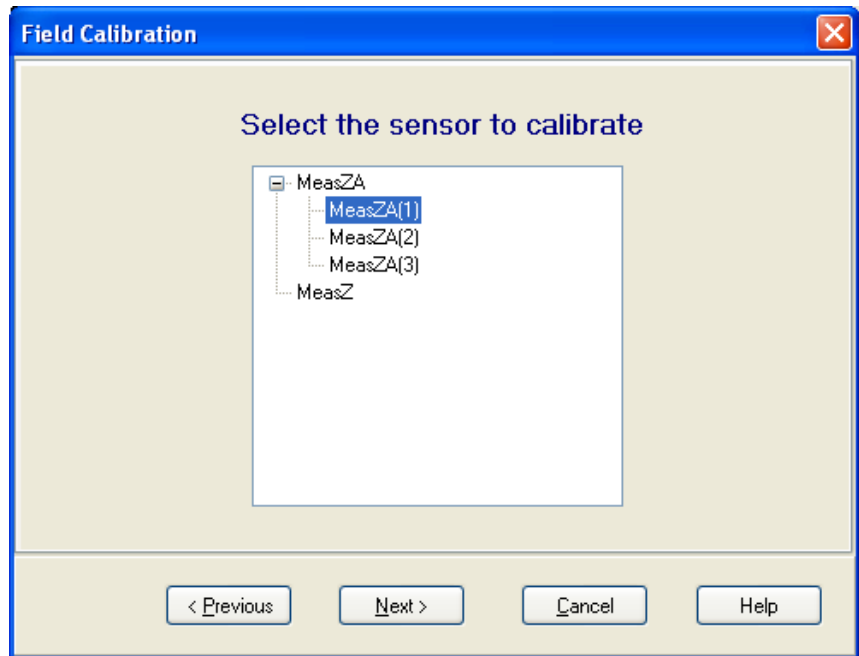 Field Calibration
Select the sensor to calibrate
MeasZA
MeasZA(1)
MeasZA(2)
MeasZA(3)
MeasZ
< Previous Next > Cancel Help